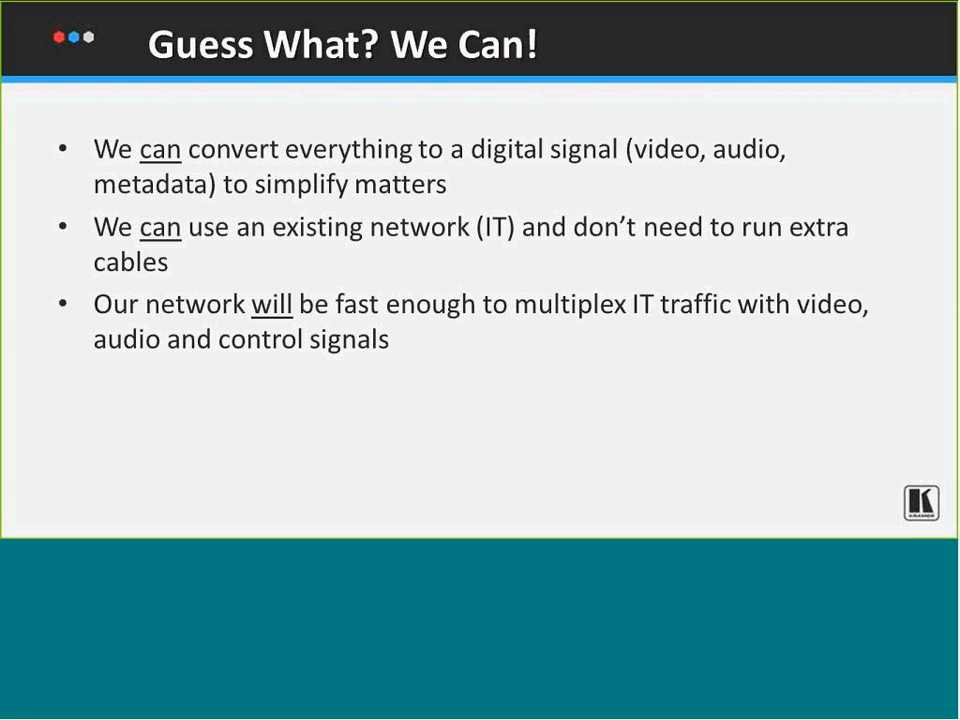 Guess What? We Can!
• We can convert everything to a digital signal (video, audio,
metadata) to simplify matters
• We can use an existing network (IT) and don’t need to run extra
cables
• Our network will be fast enough to multiplex IT traffic with video,
audio and control signals
K
KRAMER